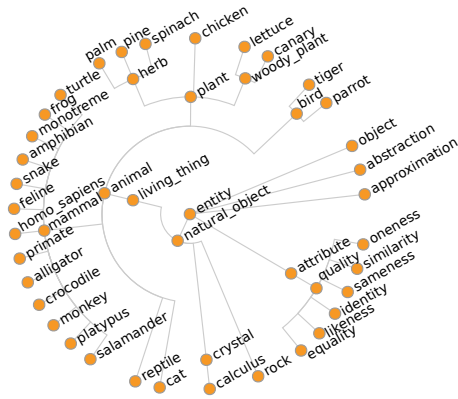 chicken
pine
spinach
palm
lettuce
canary
herb
woody_plant
turtle
plant
tiger
bird
parrot
frog
monotreme
amphibian
object
snake
abstraction
living_thing
feline
animal
approximation
homo_sapiens
mammal
entity
natural_object
primate
oneness
attribute
similarity
alligator
quality
sameness
crocodile
identity
monkey
likeness
platypus
equality
salamander
crystal
rock
reptile
cat
calculus